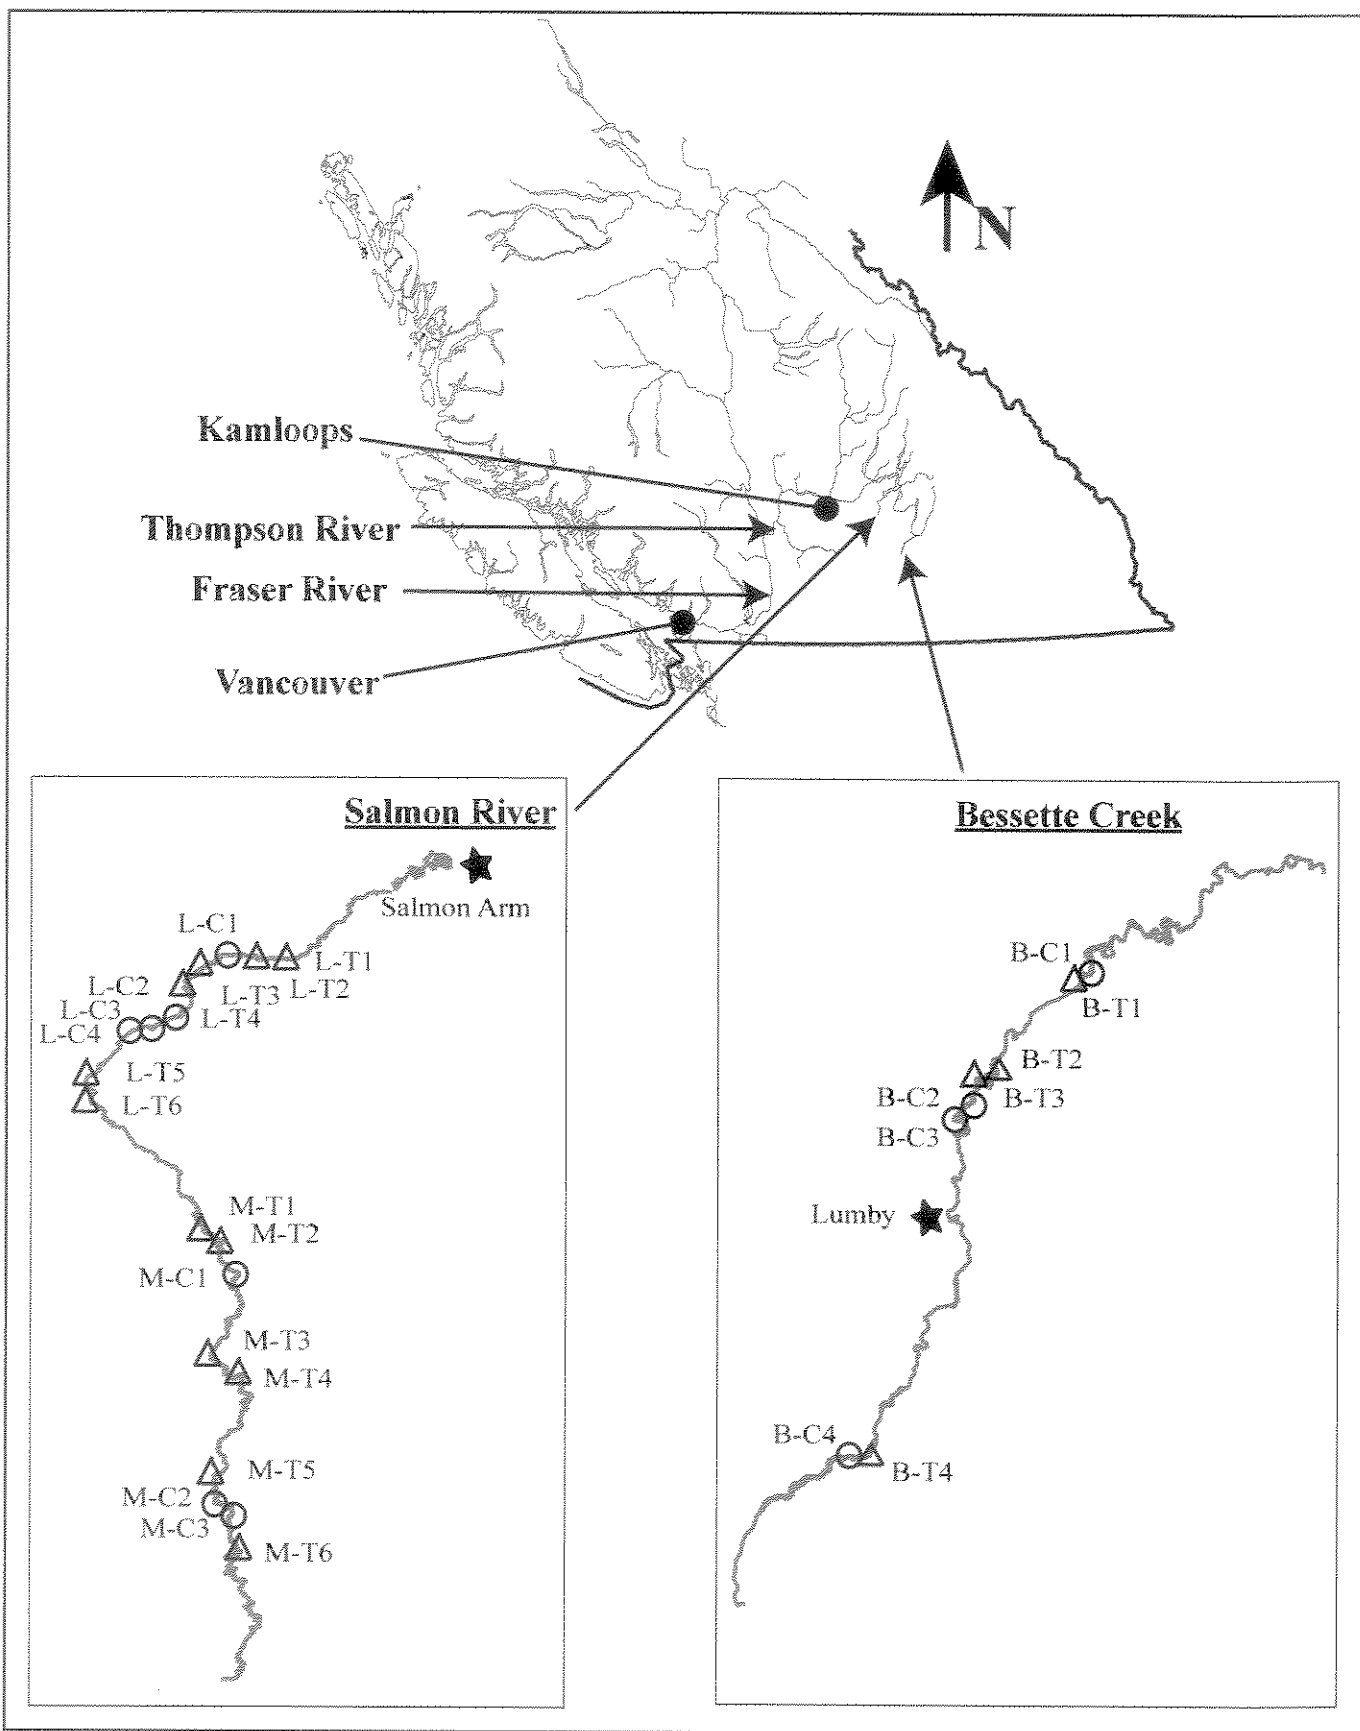 N
Kamloops
Thompson River
Fraser River
Vancouver
Salmon River
Salmon Arm
L-C1
L-T1
L-T2
L-T3
L-C2
L-C3
L-T4
L-C4
L-T5
L-T6
M-T1
M-T2
M-C1
M-T3
M-T4
M-T5
M-C2
M-C3
M-T6
Bessette Creek
B-C1
B-T1
B-T2
B-C2
B-T3
B-C3
Lumby
B-C4
B-T4